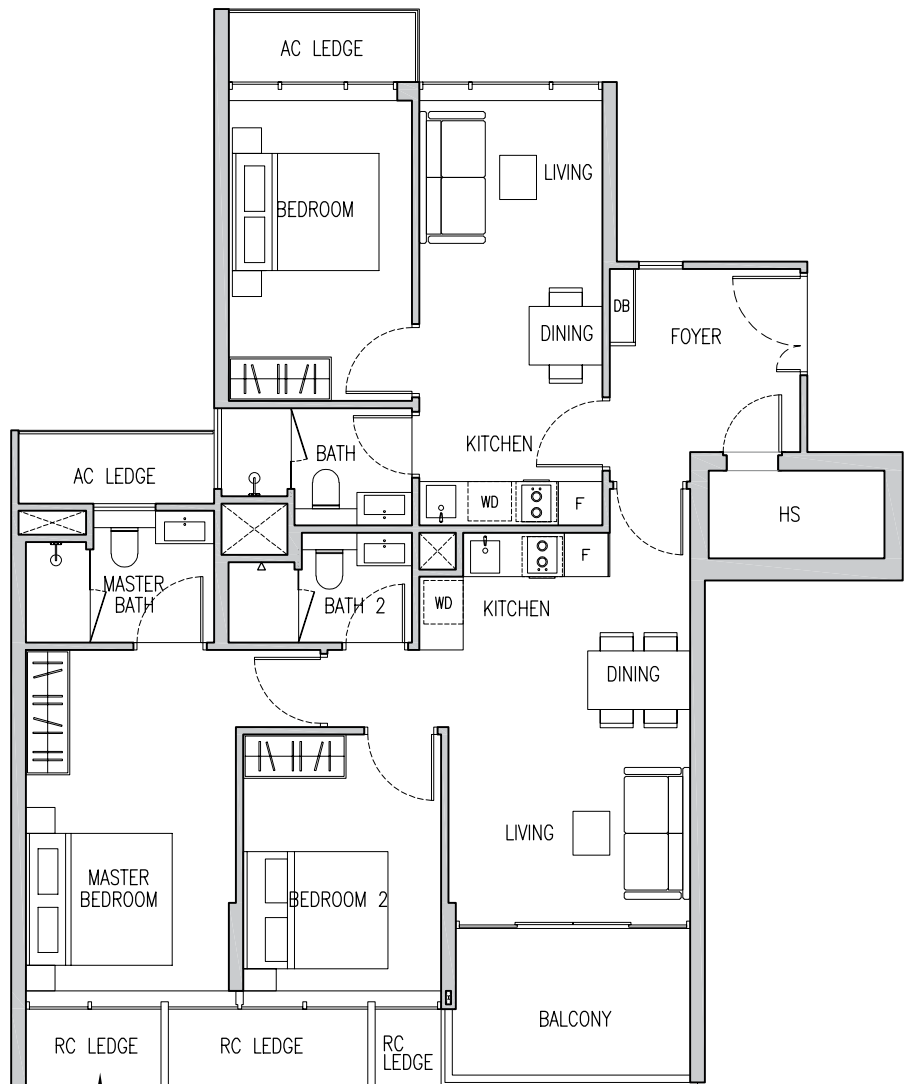 AC LEDGE
LIVING
BEDROOM
DB
DINING
FOYER
KITCHEN
BATH
AC LEDGE
WD
F
HS
F
MASTER
BATH
BATH 2
WD
KITCHEN
DINING
LIVING
MASTER
BEDROOM
BEDROOM 2
BALCONY
RC LEDGE
RC LEDGE
RC
LEDGE